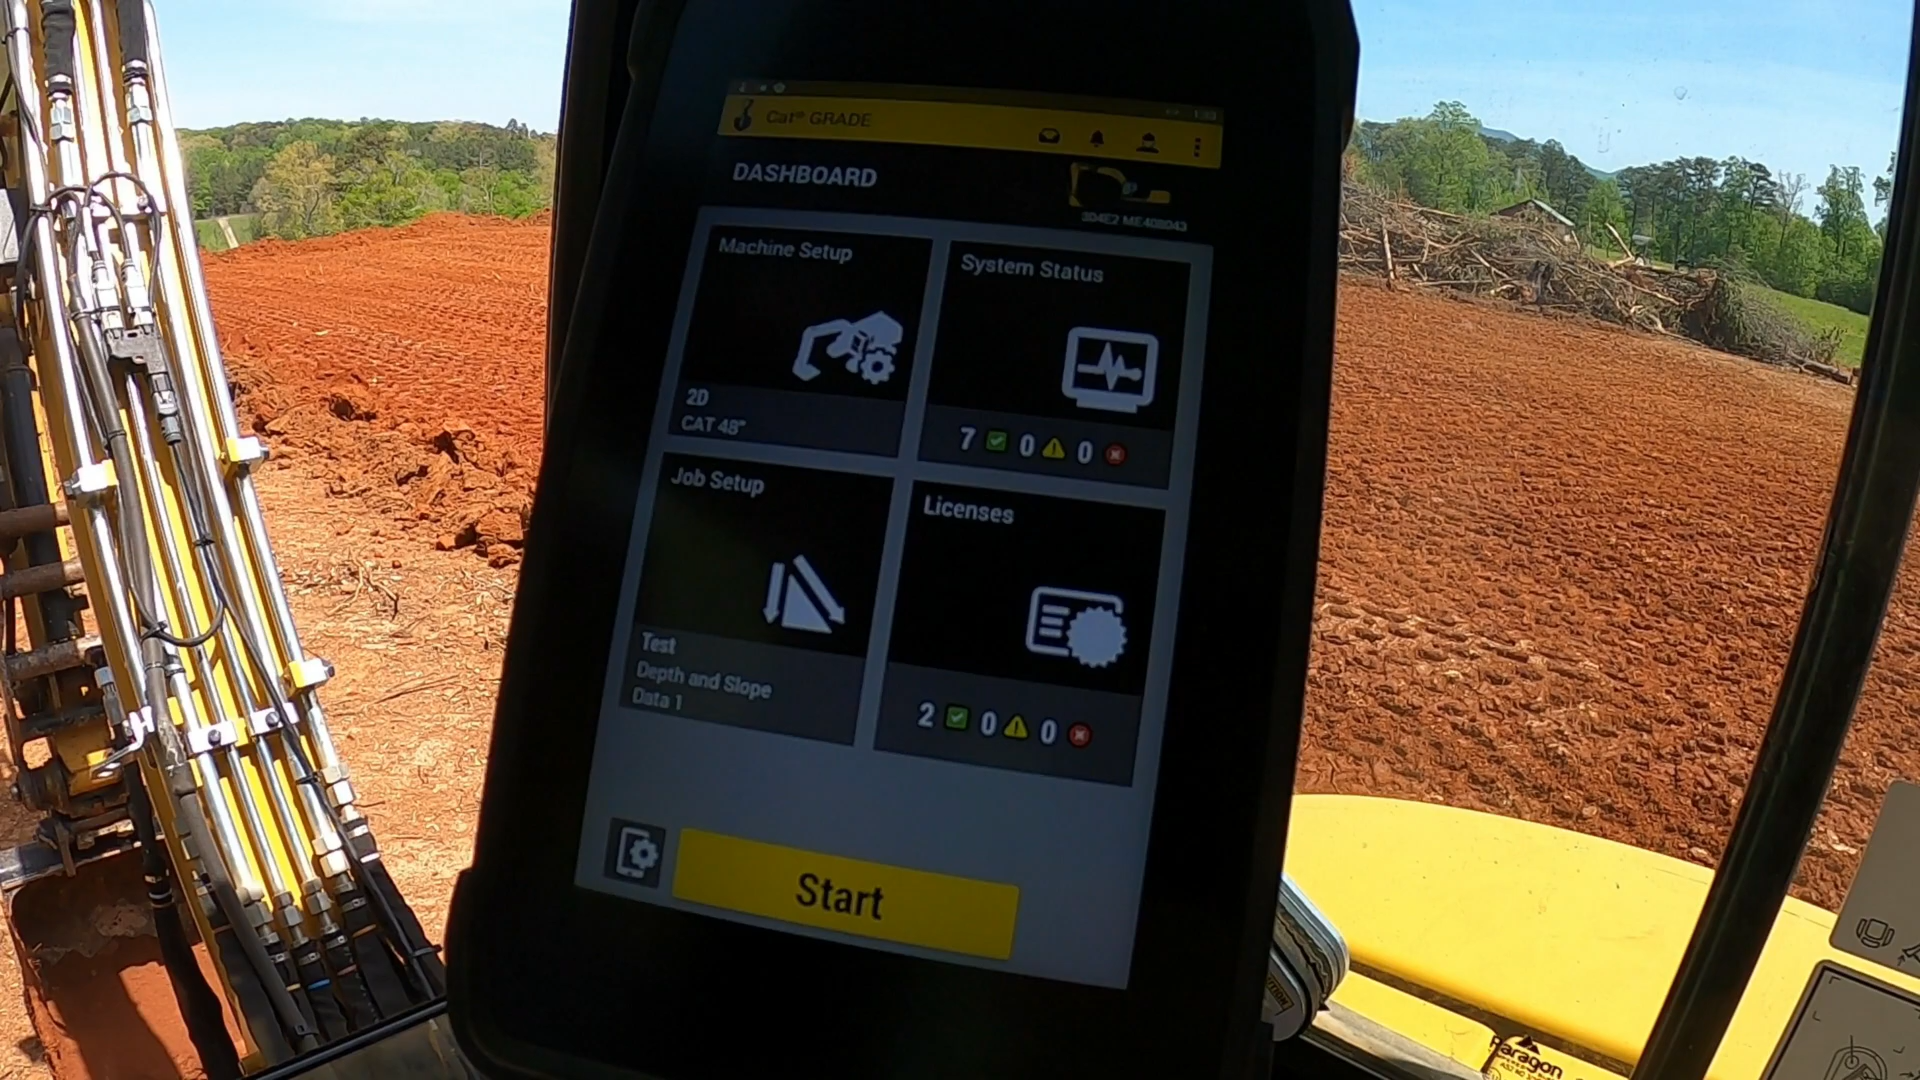 Cat® GRADE
DASHBOARD
Machine Setup
2D
CAT 48"
System Status
7 0 0
Job Setup
Test
Depth and Slope
Data 1
Licenses
2 0 0
Start
Paragon